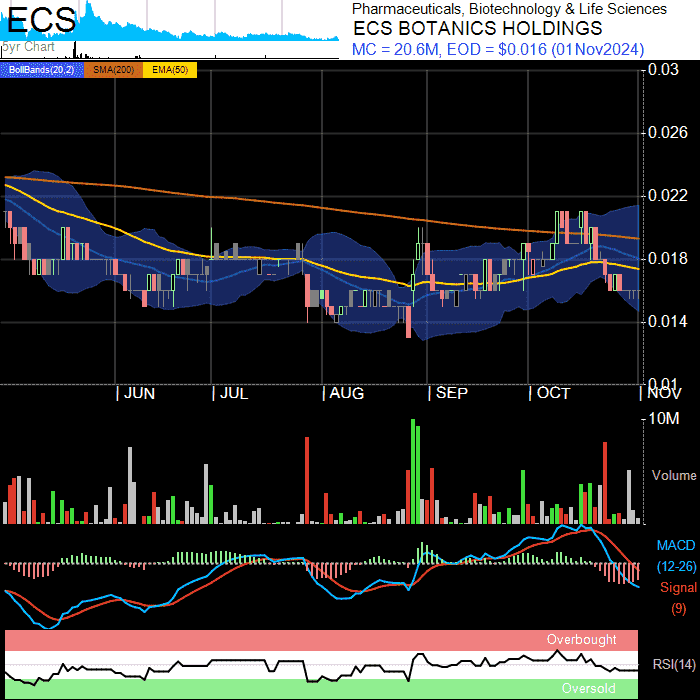 ECS
5yr Chart
Pharmaceuticals, Biotechnology & Life Sciences
ECS BOTANICS HOLDINGS
MC = 20.6M, EOD = $0.016 (01Nov2024)
BollBands(20,2) SMA(200) EMA(50)
0.03
0.026
0.022
0.018
0.014
0.01
JUN JUL AUG SEP OCT NOV
10M
Volume
MACD
(12-26)
Signal
(9)
Overbought
RSI(14)
Oversold